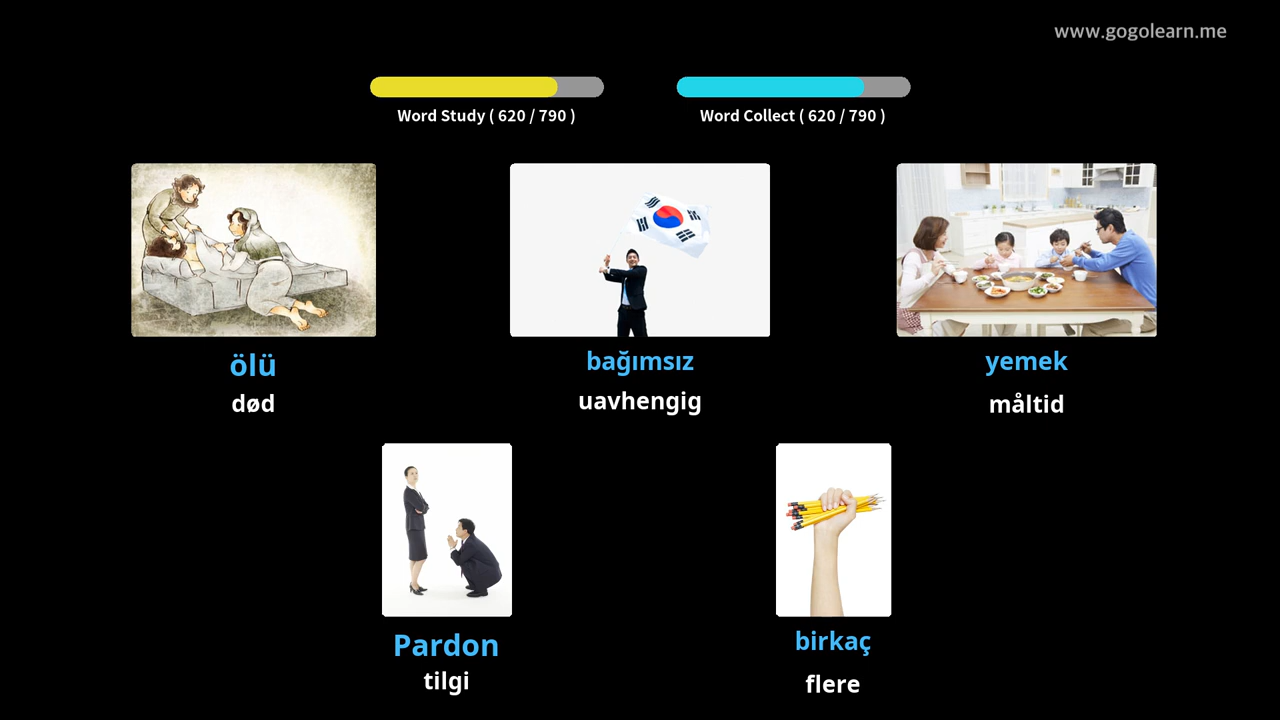 www.gogolearn.me
Word Study ( 620 / 790 )
Word Collect ( 620 / 790 )
ölü
død
bağımsız
uavhengig
yemek
måltid
Pardon
tilgi
birkaç
flere